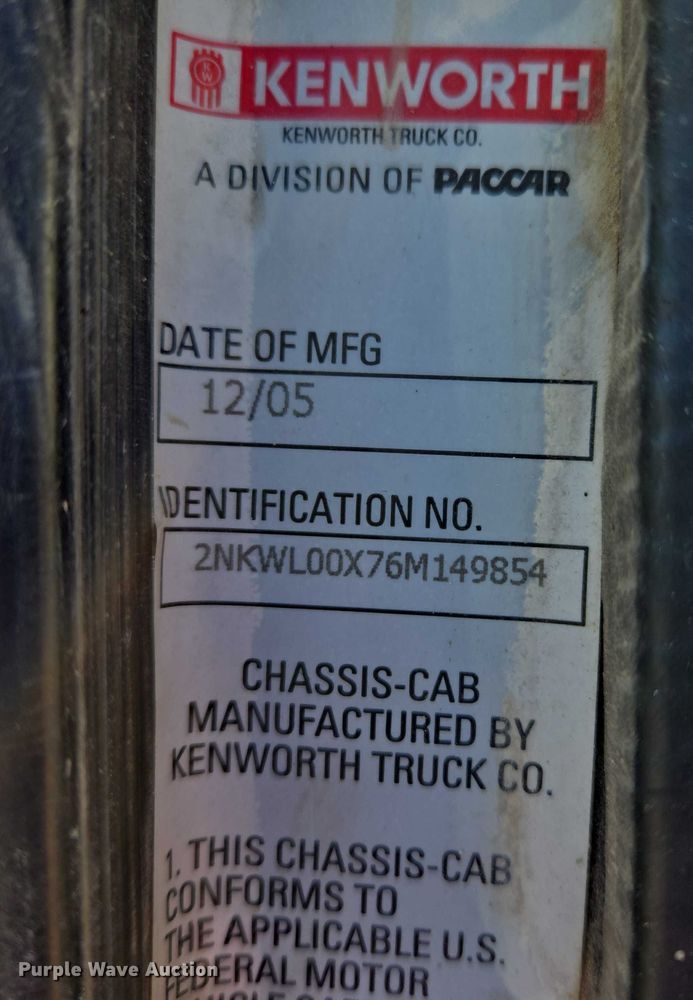 KW
KENWORTH
KENWORTH TRUCK CO.
A DIVISION OF PACCAR
DATE OF MFG
12/05
IDENTIFICATION NO.
2NKWL00X76M149854
CHASSIS-CAB
MANUFACTURED BY
KENWORTH TRUCK CO.
1. THIS CHASSIS-CAB
CONFORMS TO
THE APPLICABLE U.S.
FEDERAL MOTOR
Purple Wave Auction